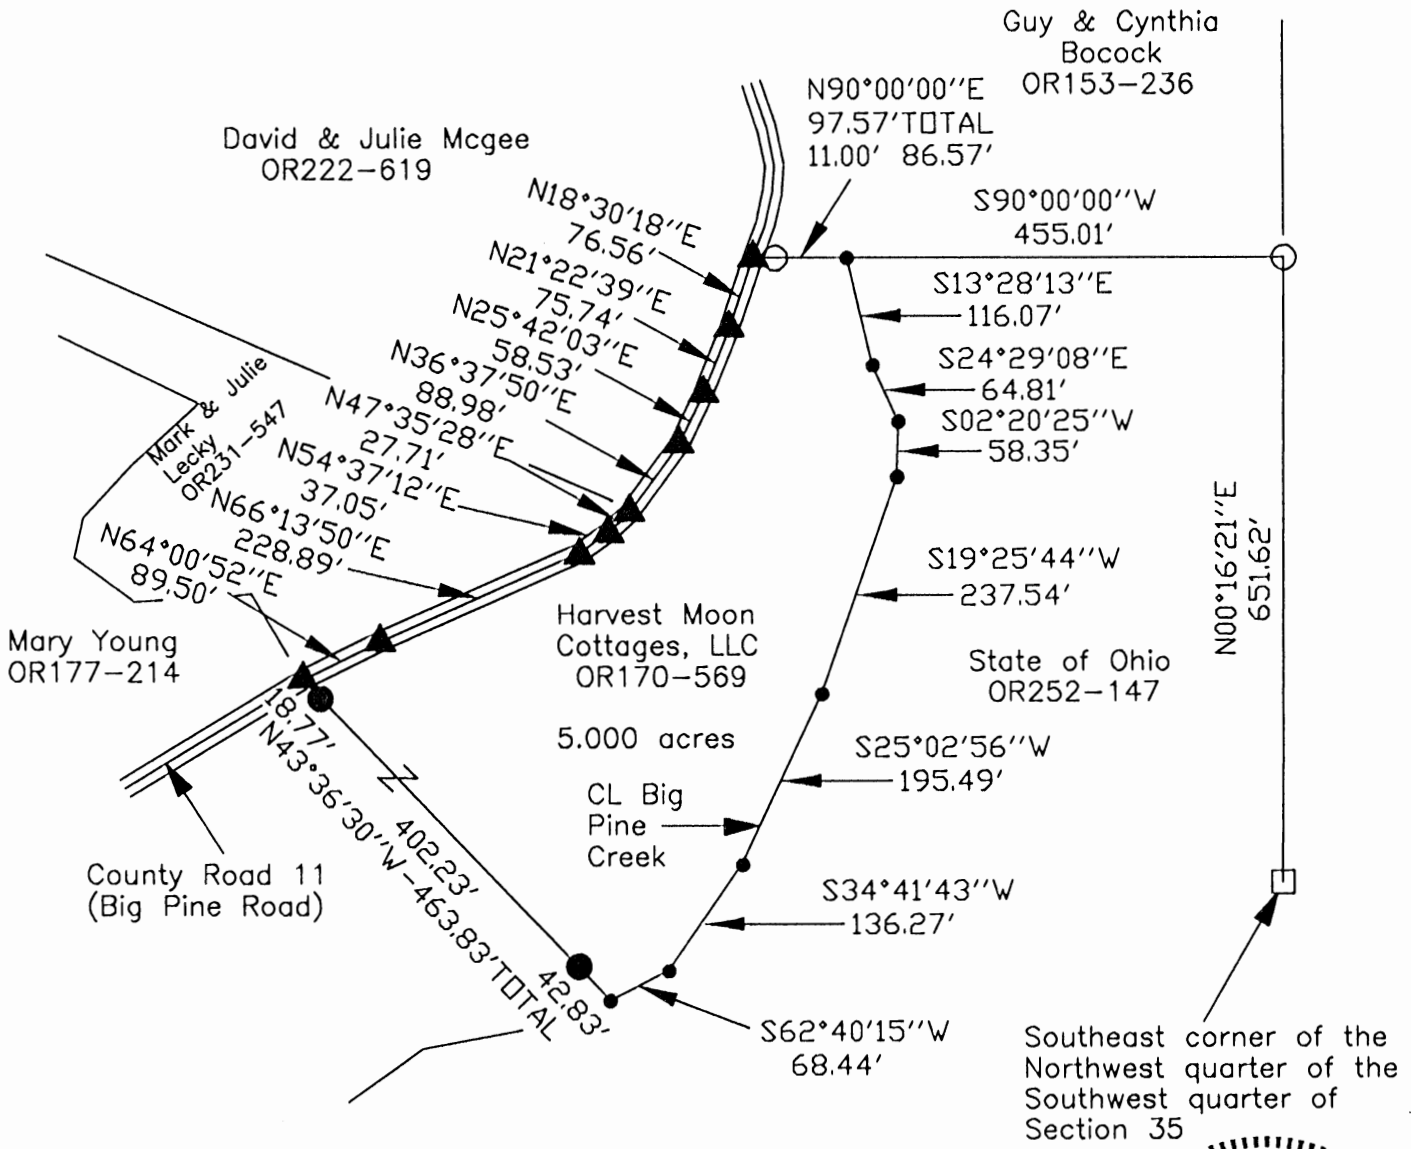 Guy & Cynthia
Bocock
OR153-236
N90°00'00"E
97.57'TOTAL
11.00' 86.57'
David & Julie Mcgee
OR222-619
S90°00'00"W
455.01'
N18°30'18"E
76.56'
N21°22'39"E
75.74'
N25°42'03"E
58.53'
N36°37'50"E
88.98'
N47°35'28"E
27.71'
N54°37'12"E
37.05'
N66°13'50"E
228.89'
N64°00'52"E
89.50'
Mark & Julie
Lecky
OR231-547
S13°28'13"E
116.07'
S24°29'08"E
64.81'
S02°20'25"W
58.35'
S19°25'44"W
237.54'
N00°16'21"E
651.62'
Mary Young
OR177-214
Harvest Moon
Cottages, LLC
OR170-569
5.000 acres
State of Ohio
OR252-147
18.77'
N43°36'30"W-463.83'TOTAL
402.23'
42.83'
Z
S25°02'56"W
195.49'
CL Big
Pine
Creek
County Road 11
(Big Pine Road)
S34°41'43"W
136.27'
S62°40'15"W
68.44'
Southeast corner of the
Northwest quarter of the
Southwest quarter of
Section 35